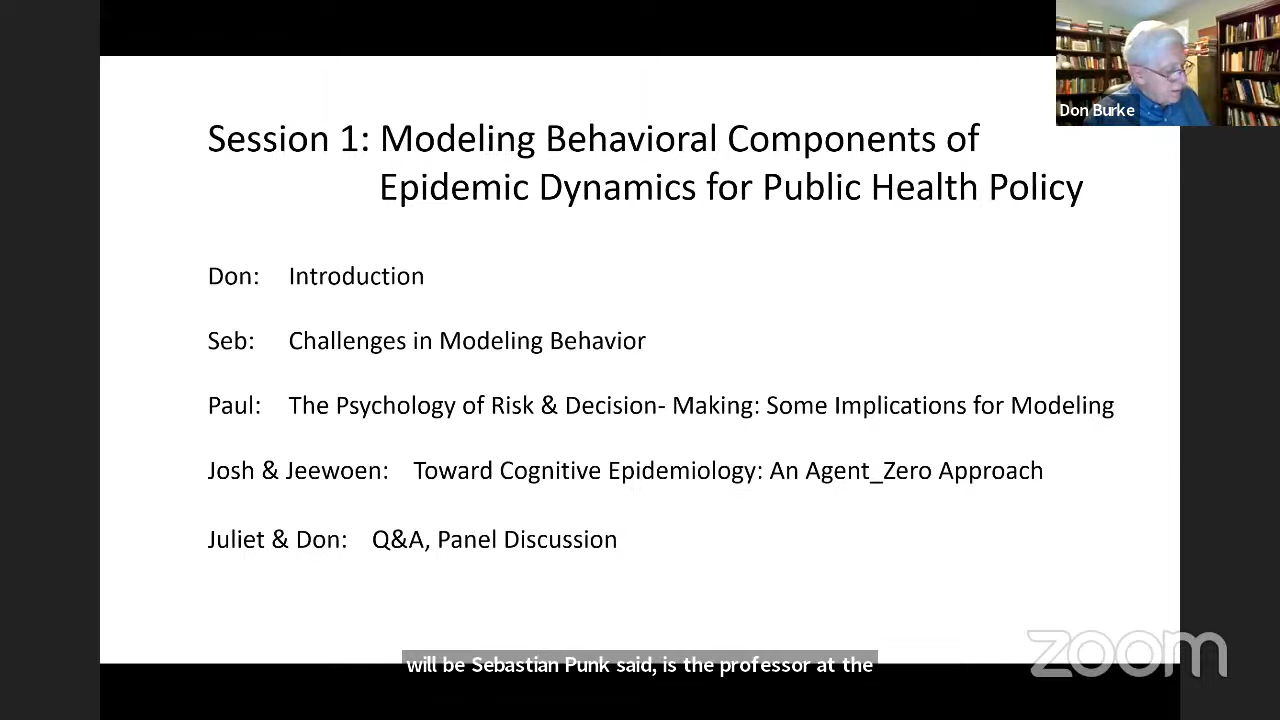 Don Burke
Session 1: Modeling Behavioral Components of
Epidemic Dynamics for Public Health Policy
Don: Introduction
Seb: Challenges in Modeling Behavior
Paul: The Psychology of Risk & Decision- Making: Some Implications for Modeling
Josh & Jeewoen: Toward Cognitive Epidemiology: An Agent_Zero Approach
Juliet & Don: Q&A, Panel Discussion
zoom
will be Sebastian Punk said, is the professor at the